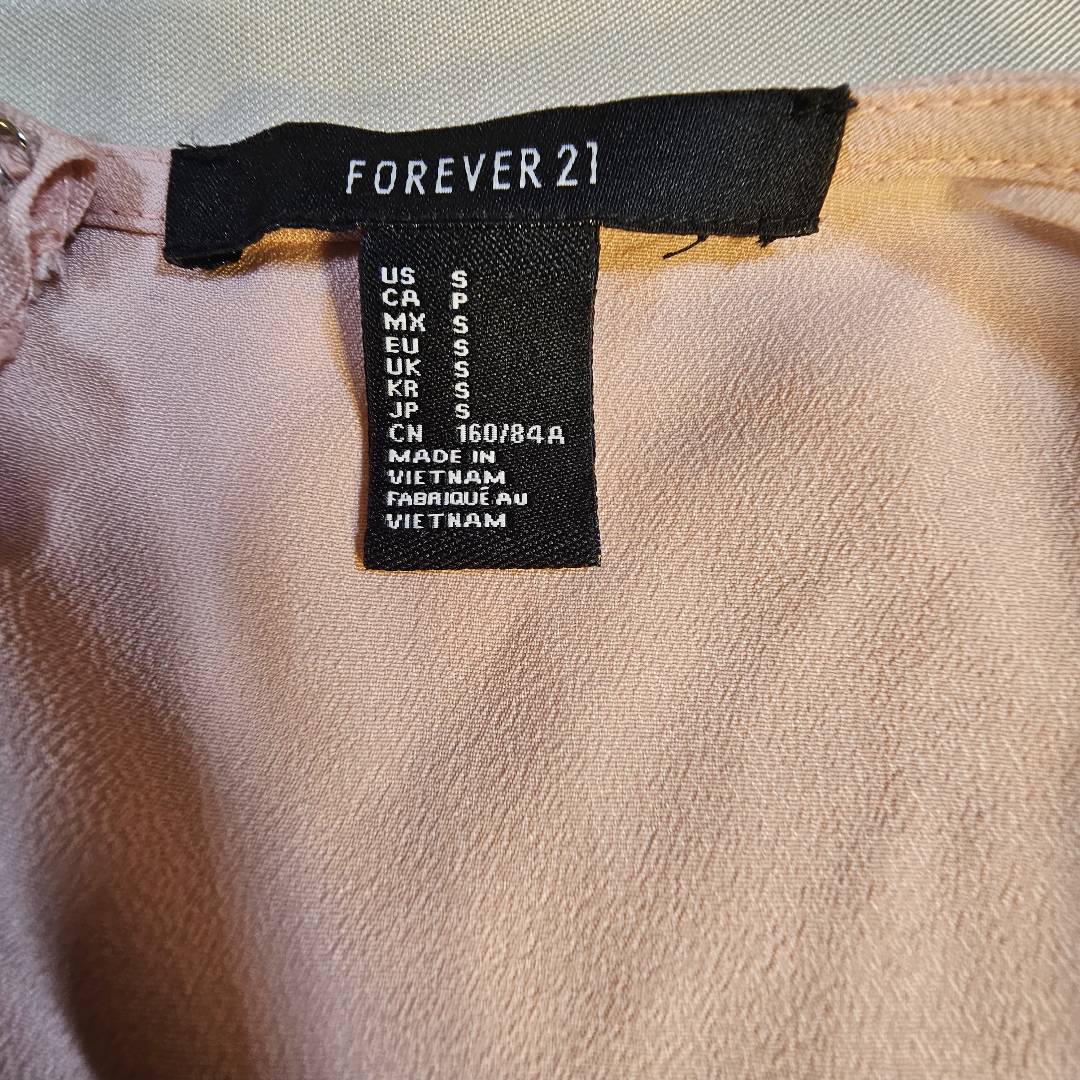 FOREVER 21
US S
CA P
MX S
EU S
UK S
KR S
JP S
CN 160/84A
MADE IN
VIETNAM
FABRIQUÉ AU
VIETNAM